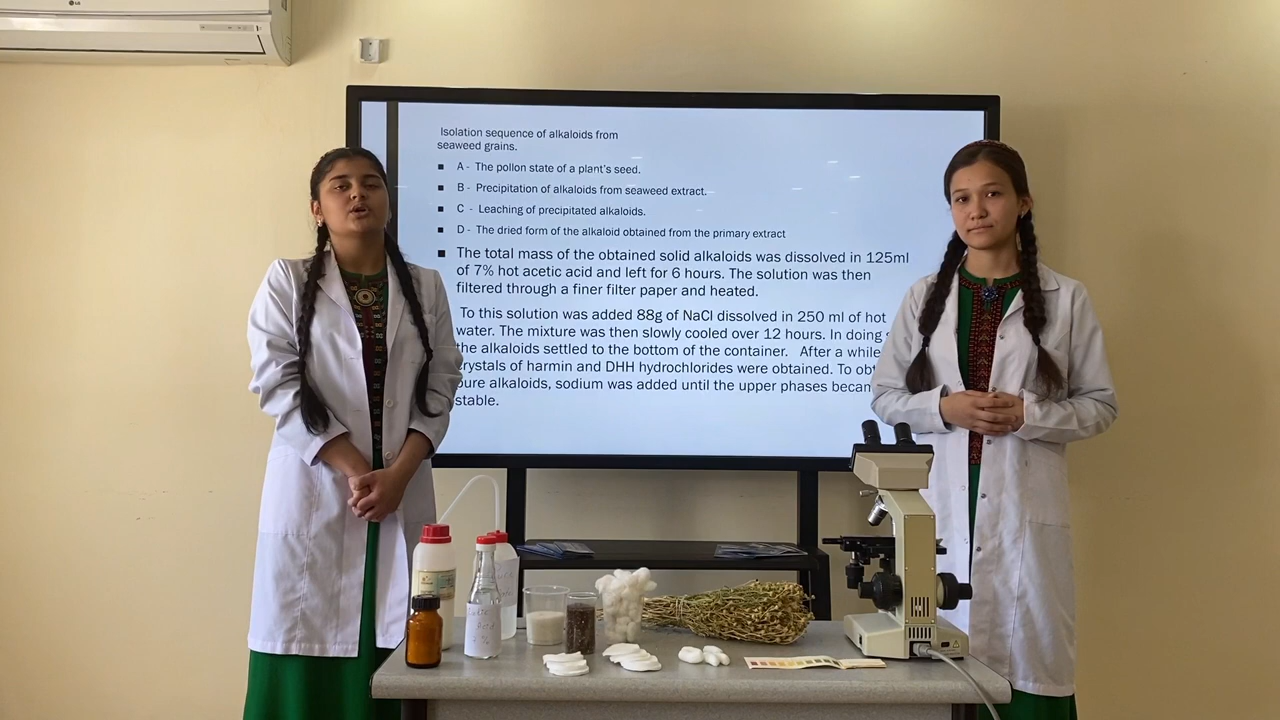 LG
Isolation sequence of alkaloids from
seaweed grains.
A - The pollon state of a plant's seed.
B - Precipitation of alkaloids from seaweed extract.
C - Leaching of precipitated alkaloids.
D - The dried form of the alkaloid obtained from the primary extract
The total mass of the obtained solid alkaloids was dissolved in 125ml
of 7% hot acetic acid and left for 6 hours. The solution was then
filtered through a finer filter paper and heated.
To this solution was added 88g of NaCl dissolved in 250 ml of hot
water. The mixture was then slowly cooled over 12 hours. In doing
the alkaloids settled to the bottom of the container. After a while
crystals of harmin and DHH hydrochlorides were obtained. To
pure alkaloids, sodium was added until the upper phases
stable.